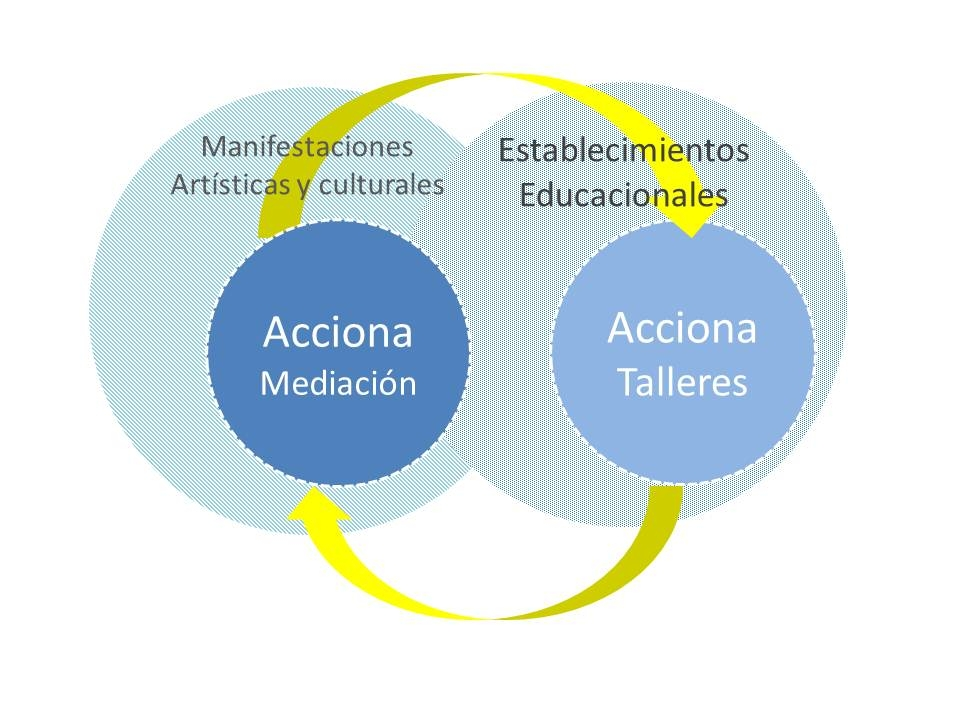 Manifestaciones
Artísticas y culturales
Establecimientos
Educacionales
Acciona
Mediación
Acciona
Talleres